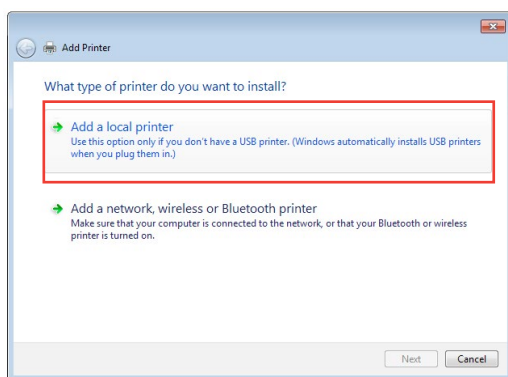 Add Printer
What type of printer do you want to install?
Add a local printer
Use this option only if you don't have a USB printer. (Windows automatically installs USB printers
when you plug them in.)
Add a network, wireless or Bluetooth printer
Make sure that your computer is connected to the network, or that your Bluetooth or wireless
printer is turned on.
Next
Cancel